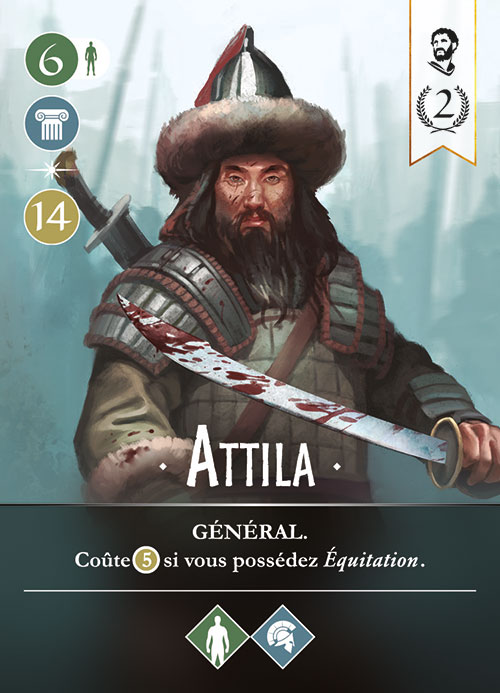 6
2
14
· ATTILA ·
GÉNÉRAL.
Coûte 5 si vous possédez Équitation.